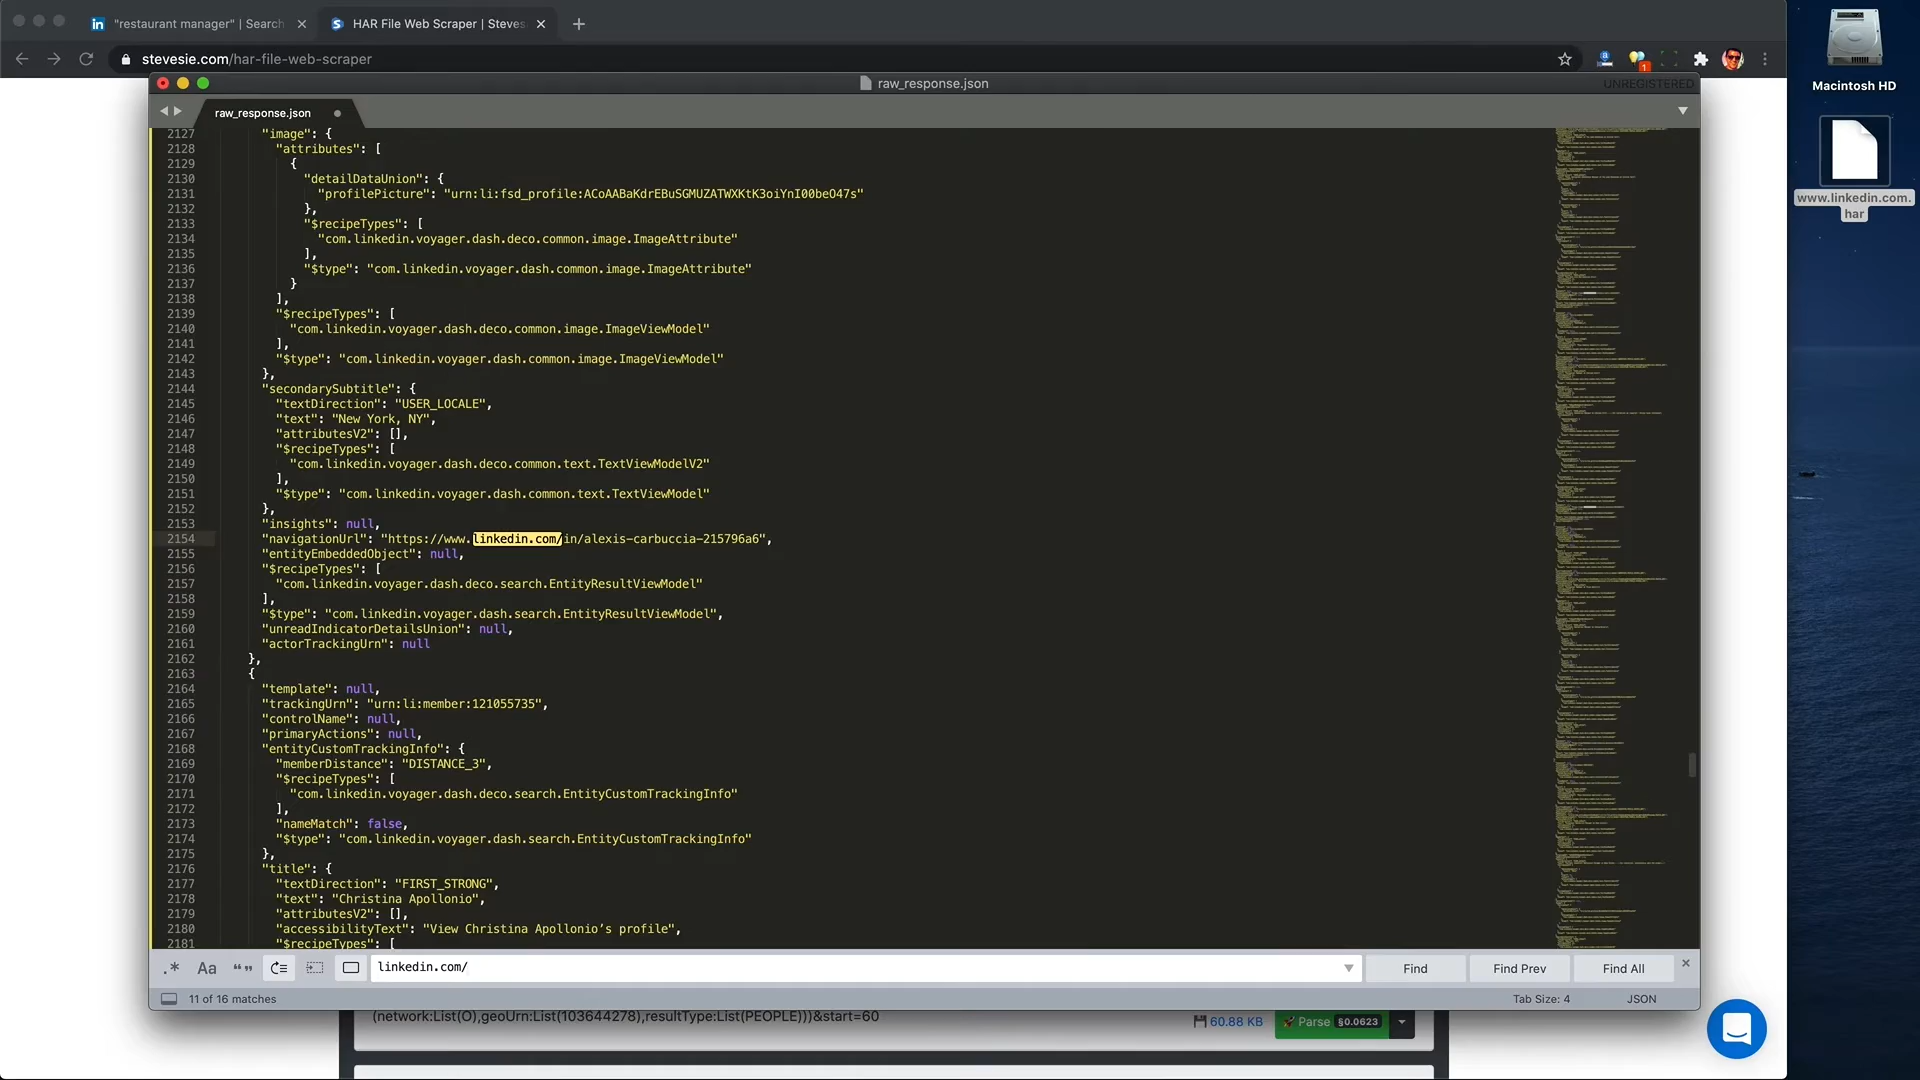 "restaurant manager" | Search
HAR File Web Scraper | Steves
stevesie.com/har-file-web-scraper
1
Macintosh HD
www.linkedin.com.
har
raw_response.json
UNREGISTERED
raw_response.json
2127 "image": {
2128 "attributes": [
2129 {
2130 "detailDataUnion": {
2131 "profilePicture": "urn:li:fsd_profile:ACoAABaKdrEBuSGMUZATWXKtK3oiYnI00beO47s"
2132 },
2133 "$recipeTypes": [
2134 "com.linkedin.voyager.dash.deco.common.image.ImageAttribute"
2135 ],
2136 "$type": "com.linkedin.voyager.dash.common.image.ImageAttribute"
2137 }
2138 ],
2139 "$recipeTypes": [
2140 "com.linkedin.voyager.dash.deco.common.image.ImageViewModel"
2141 ],
2142 "$type": "com.linkedin.voyager.dash.common.image.ImageViewModel"
2143 },
2144 "secondarySubtitle": {
2145 "textDirection": "USER_LOCALE",
2146 "text": "New York, NY",
2147 "attributesV2": [],
2148 "$recipeTypes": [
2149 "com.linkedin.voyager.dash.deco.common.text.TextViewModelV2"
2150 ],
2151 "$type": "com.linkedin.voyager.dash.common.text.TextViewModel"
2152 },
2153 "insights": null,
2154 "navigationUrl": "https://www.linkedin.com/in/alexis-carbuccia-215796a6",
2155 "entityEmbeddedObject": null,
2156 "$recipeTypes": [
2157 "com.linkedin.voyager.dash.deco.search.EntityResultViewModel"
2158 ],
2159 "$type": "com.linkedin.voyager.dash.search.EntityResultViewModel",
2160 "unreadIndicatorDetailsUnion": null,
2161 "actorTrackingUrn": null
2162 },
2163 {
2164 "template": null,
2165 "trackingUrn": "urn:li:member:121055735",
2166 "controlName": null,
2167 "primaryActions": null,
2168 "entityCustomTrackingInfo": {
2169 "memberDistance": "DISTANCE_3",
2170 "$recipeTypes": [
2171 "com.linkedin.voyager.dash.deco.search.EntityCustomTrackingInfo"
2172 ],
2173 "nameMatch": false,
2174 "$type": "com.linkedin.voyager.dash.search.EntityCustomTrackingInfo"
2175 },
2176 "title": {
2177 "textDirection": "FIRST_STRONG",
2178 "text": "Christina Apollonio",
2179 "attributesV2": [],
2180 "accessibilityText": "View Christina Apollonio’s profile",
2181 "$recipeTypes": [
.* Aa “ ” linkedin.com/ Find Find Prev Find All
11 of 16 matches Tab Size: 4 JSON
(network:List(O),geoUrn:List(103644278),resultType:List(PEOPLE)))&start=60
60.88 KB Parse §0.0623